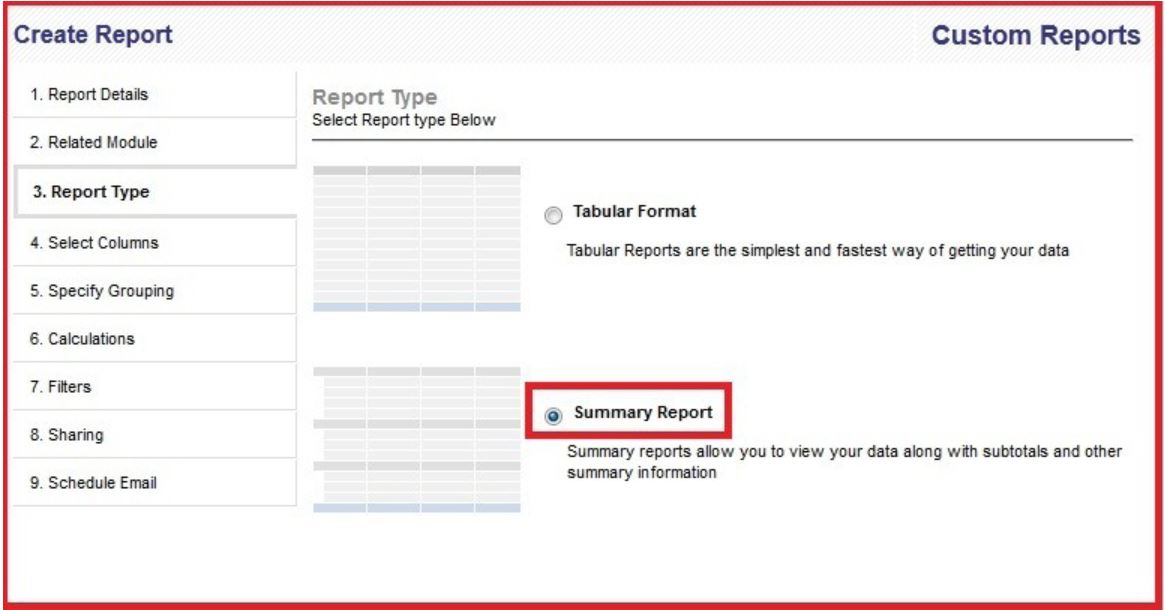 Create Report
Custom Reports
1. Report Details
2. Related Module
3. Report Type
4. Select Columns
5. Specify Grouping
6. Calculations
7. Filters
8. Sharing
9. Schedule Email
Report Type
Select Report type Below
Tabular Format
Tabular Reports are the simplest and fastest way of getting your data
Summary Report
Summary reports allow you to view your data along with subtotals and other
summary information